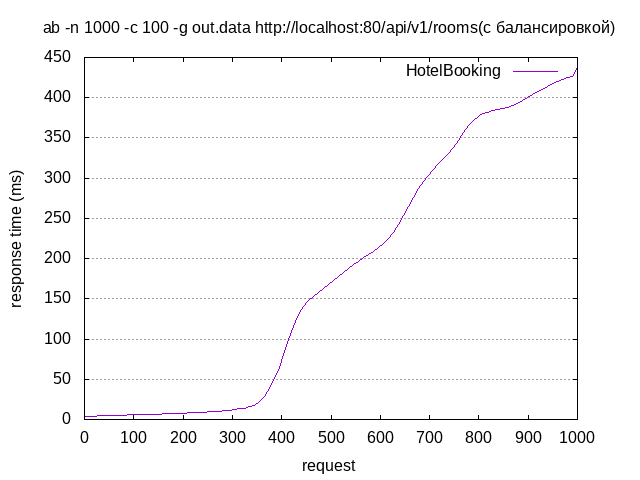 ab -n 1000 -c 100 -g out.data http://localhost:80/api/v1/rooms(с балансировкой)
HotelBooking
450
400
350
300
250
200
150
100
50
0
response time (ms)
0 100 200 300 400 500 600 700 800 900 1000
request